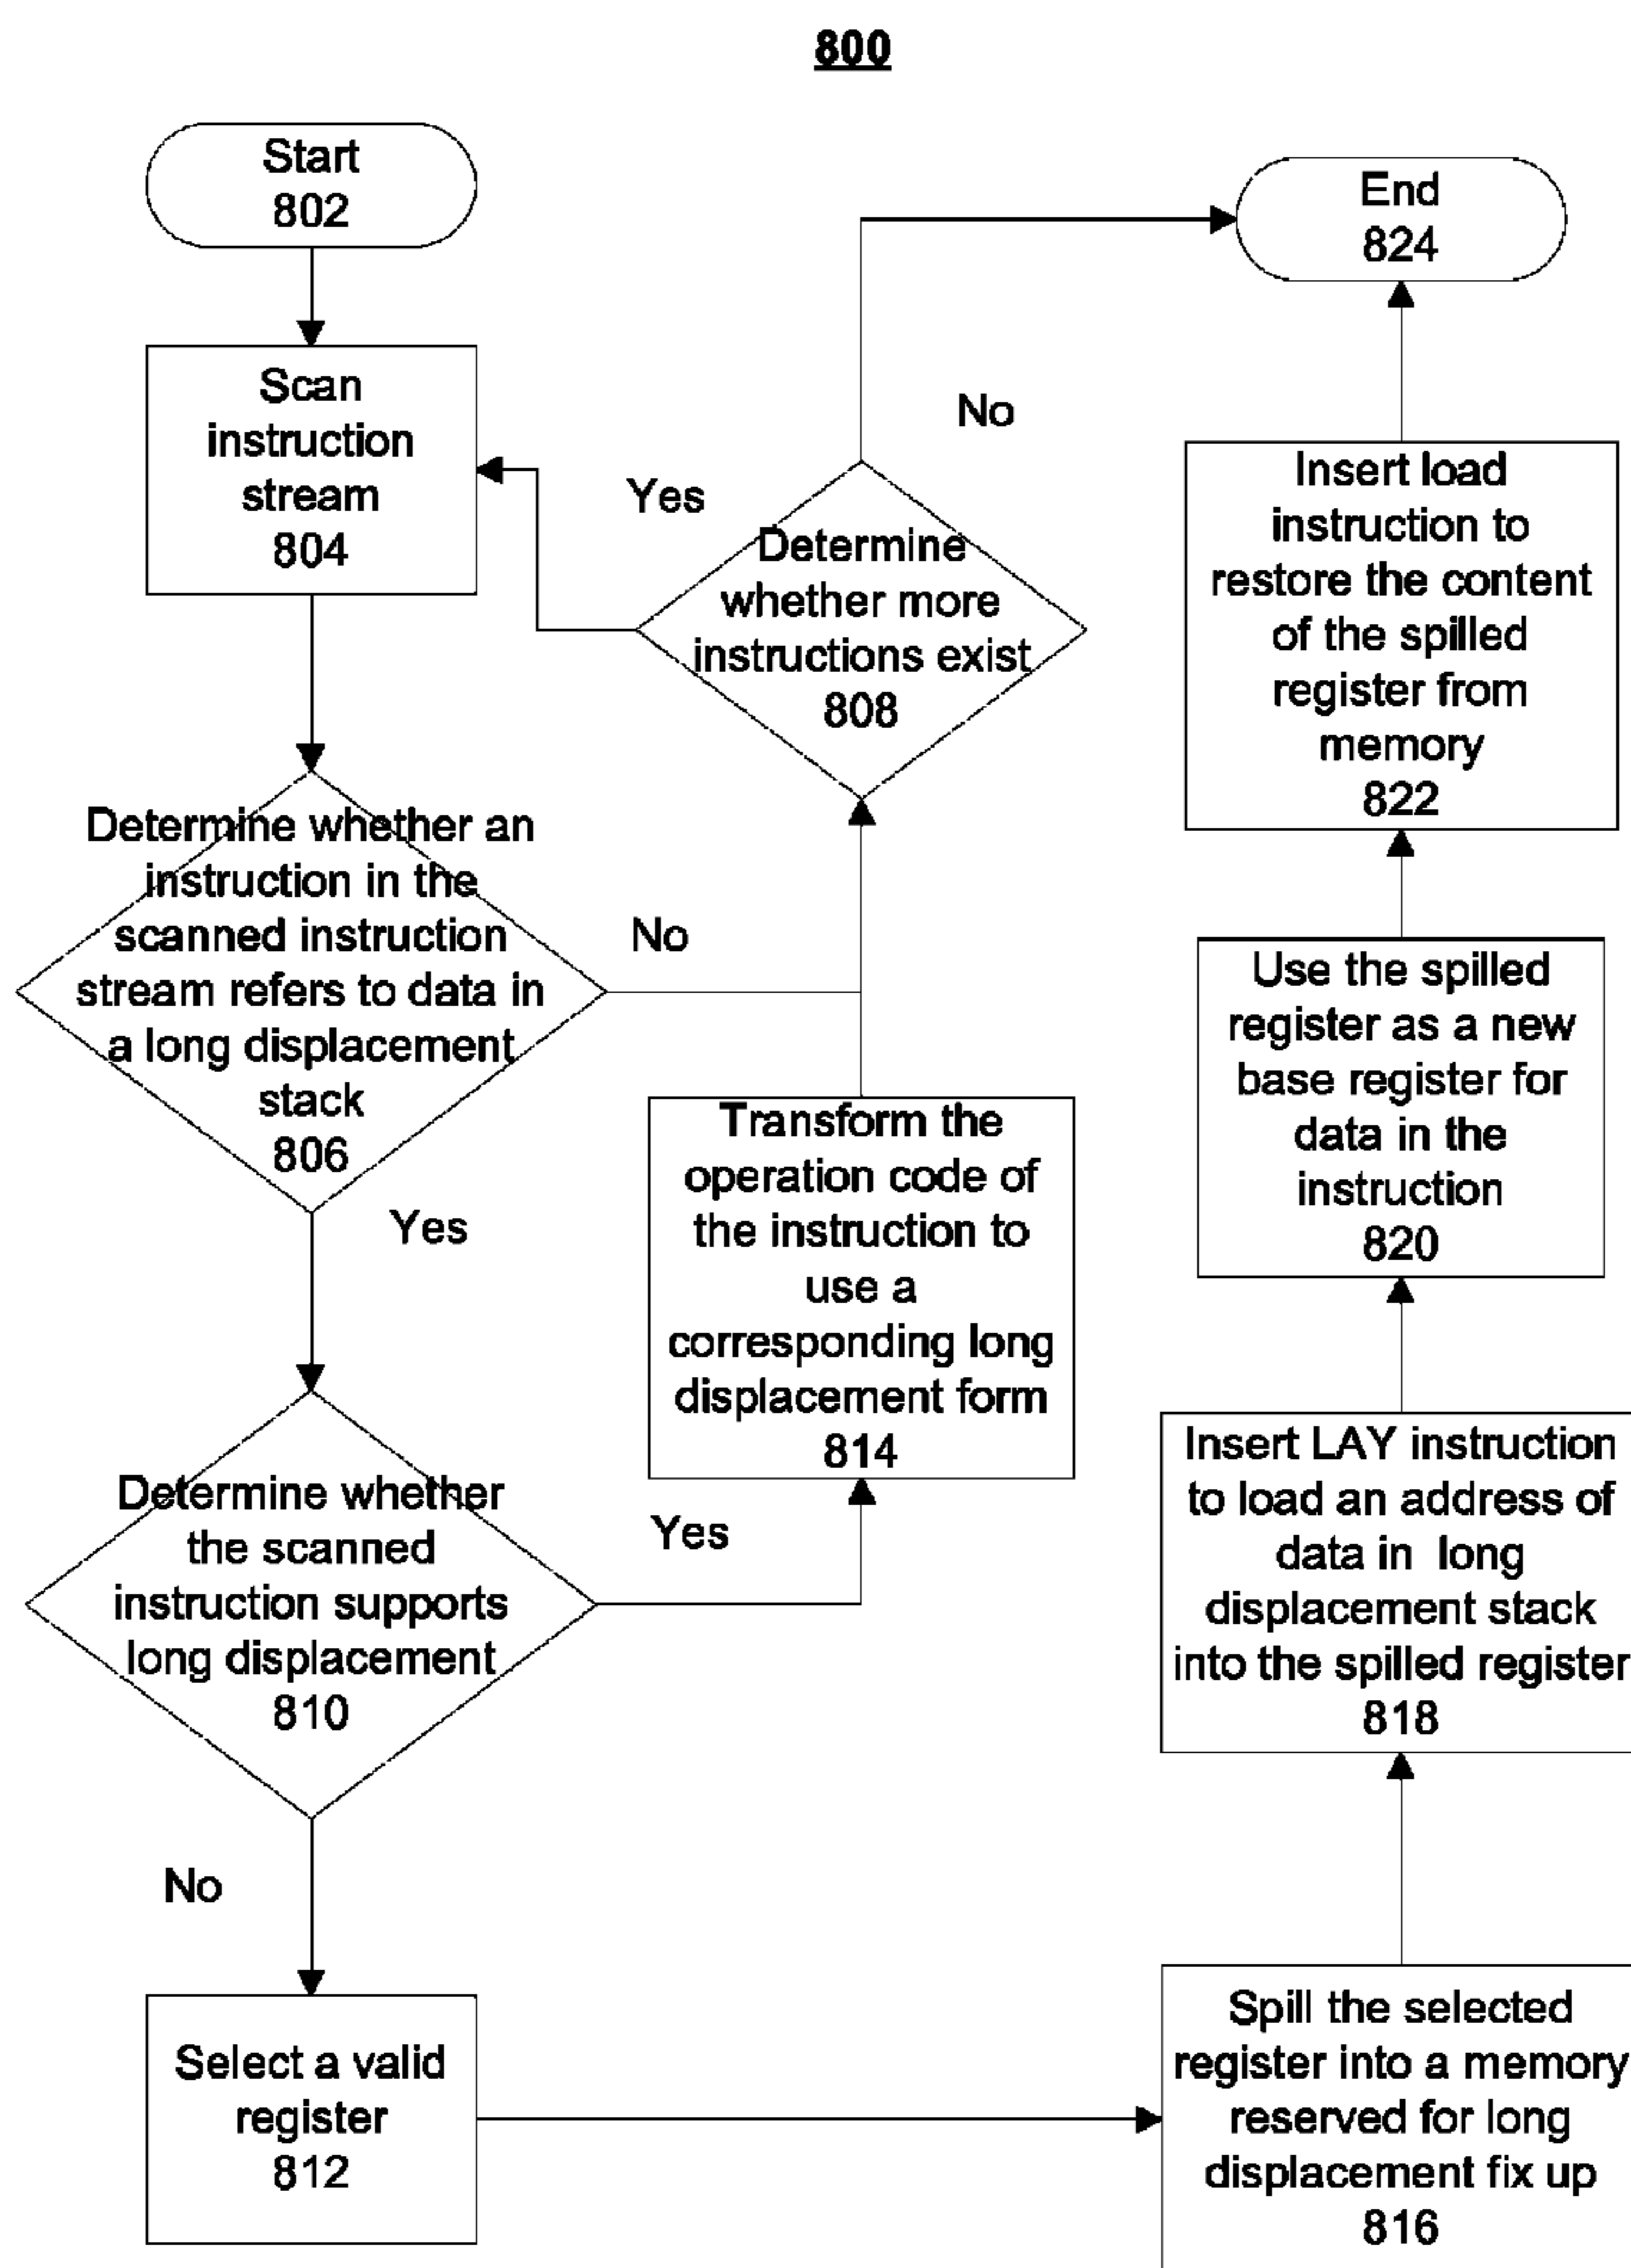 800
Start
802
Scan
instruction
stream
804
Determine whether an
instruction in the
scanned instruction
stream refers to data in
a long displacement
stack
806
Yes
No
Determine whether
the scanned
instruction supports
long displacement
810
Yes
No
Select a valid
register
812
Yes
No
Determine
whether more
instructions exist
808
Transform the
operation code of
the instruction to
use a
corresponding long
displacement form
814
End
824
Insert load
instruction to
restore the content
of the spilled
register from
memory
822
Use the spilled
register as a new
base register for
data in the
instruction
820
Insert LAY instruction
to load an address of
data in long
displacement stack
into the spilled register
818
Spill the selected
register into a memory
reserved for long
displacement fix up
816